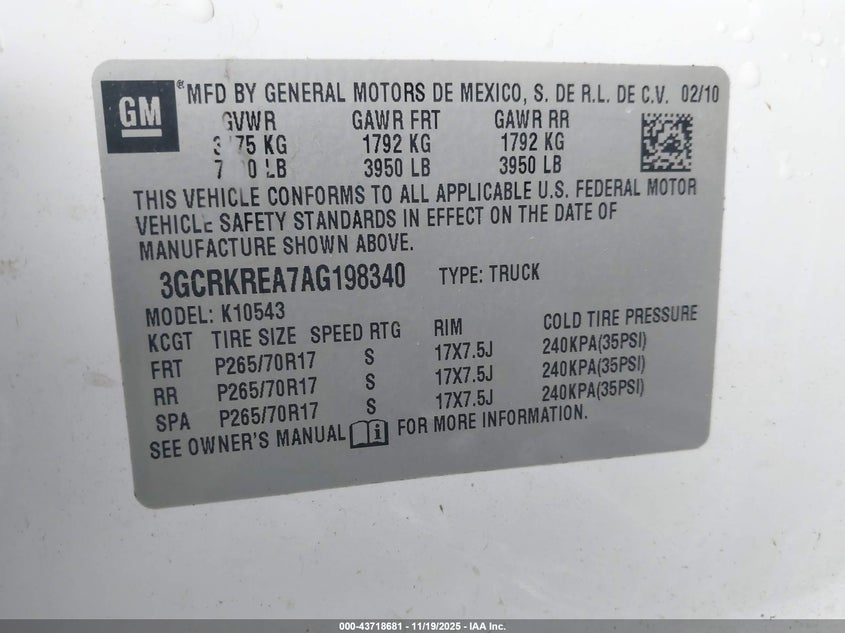 GM ® MFD BY GENERAL MOTORS DE MEXICO, S. DE R.L. DE C.V. 02/10
GVWR GAWR FRT GAWR RR
KG 1792 KG 1792 KG
LB 3950 LB 3950 LB
THIS VEHICLE CONFORMS TO ALL APPLICABLE U.S. FEDERAL MOTOR
VEHICLE SAFETY STANDARDS IN EFFECT ON THE DATE OF
MANUFACTURE SHOWN ABOVE.
3GCRKREA7AG198340 TYPE: TRUCK
MODEL: K10543
KCGT TIRE SIZE SPEED RTG RIM COLD TIRE PRESSURE
FRT P265/70R17 S 17X7.5J 240KPA(35PSI)
RR P265/70R17 S 17X7.5J 240KPA(35PSI)
SPA P265/70R17 S 17X7.5J 240KPA(35PSI)
SEE OWNER'S MANUAL i FOR MORE INFORMATION.
000-43718681 - 11/19/2025 - IAA Inc.